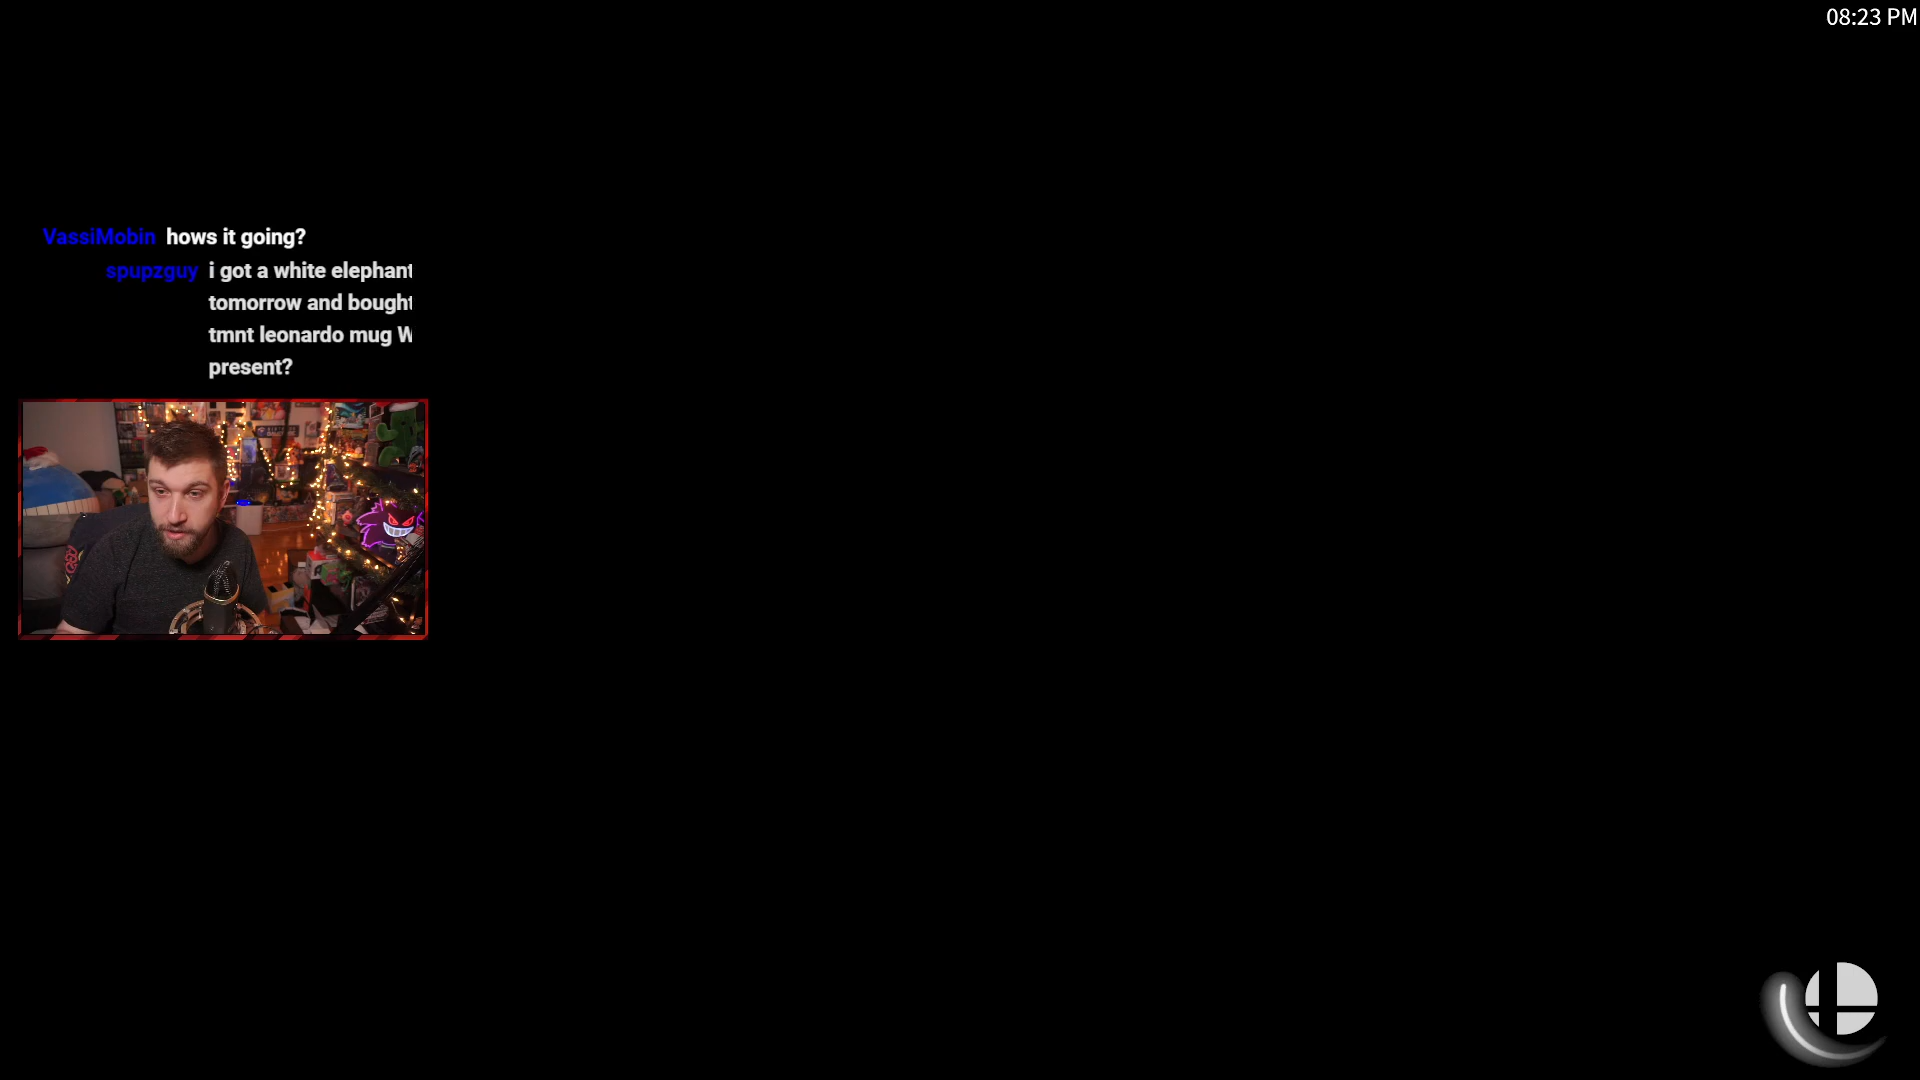 08:23 PM
VassiMobin hows it going?
spupzguy i got a white elephant
tomorrow and bought
tmnt leonardo mug W
present?